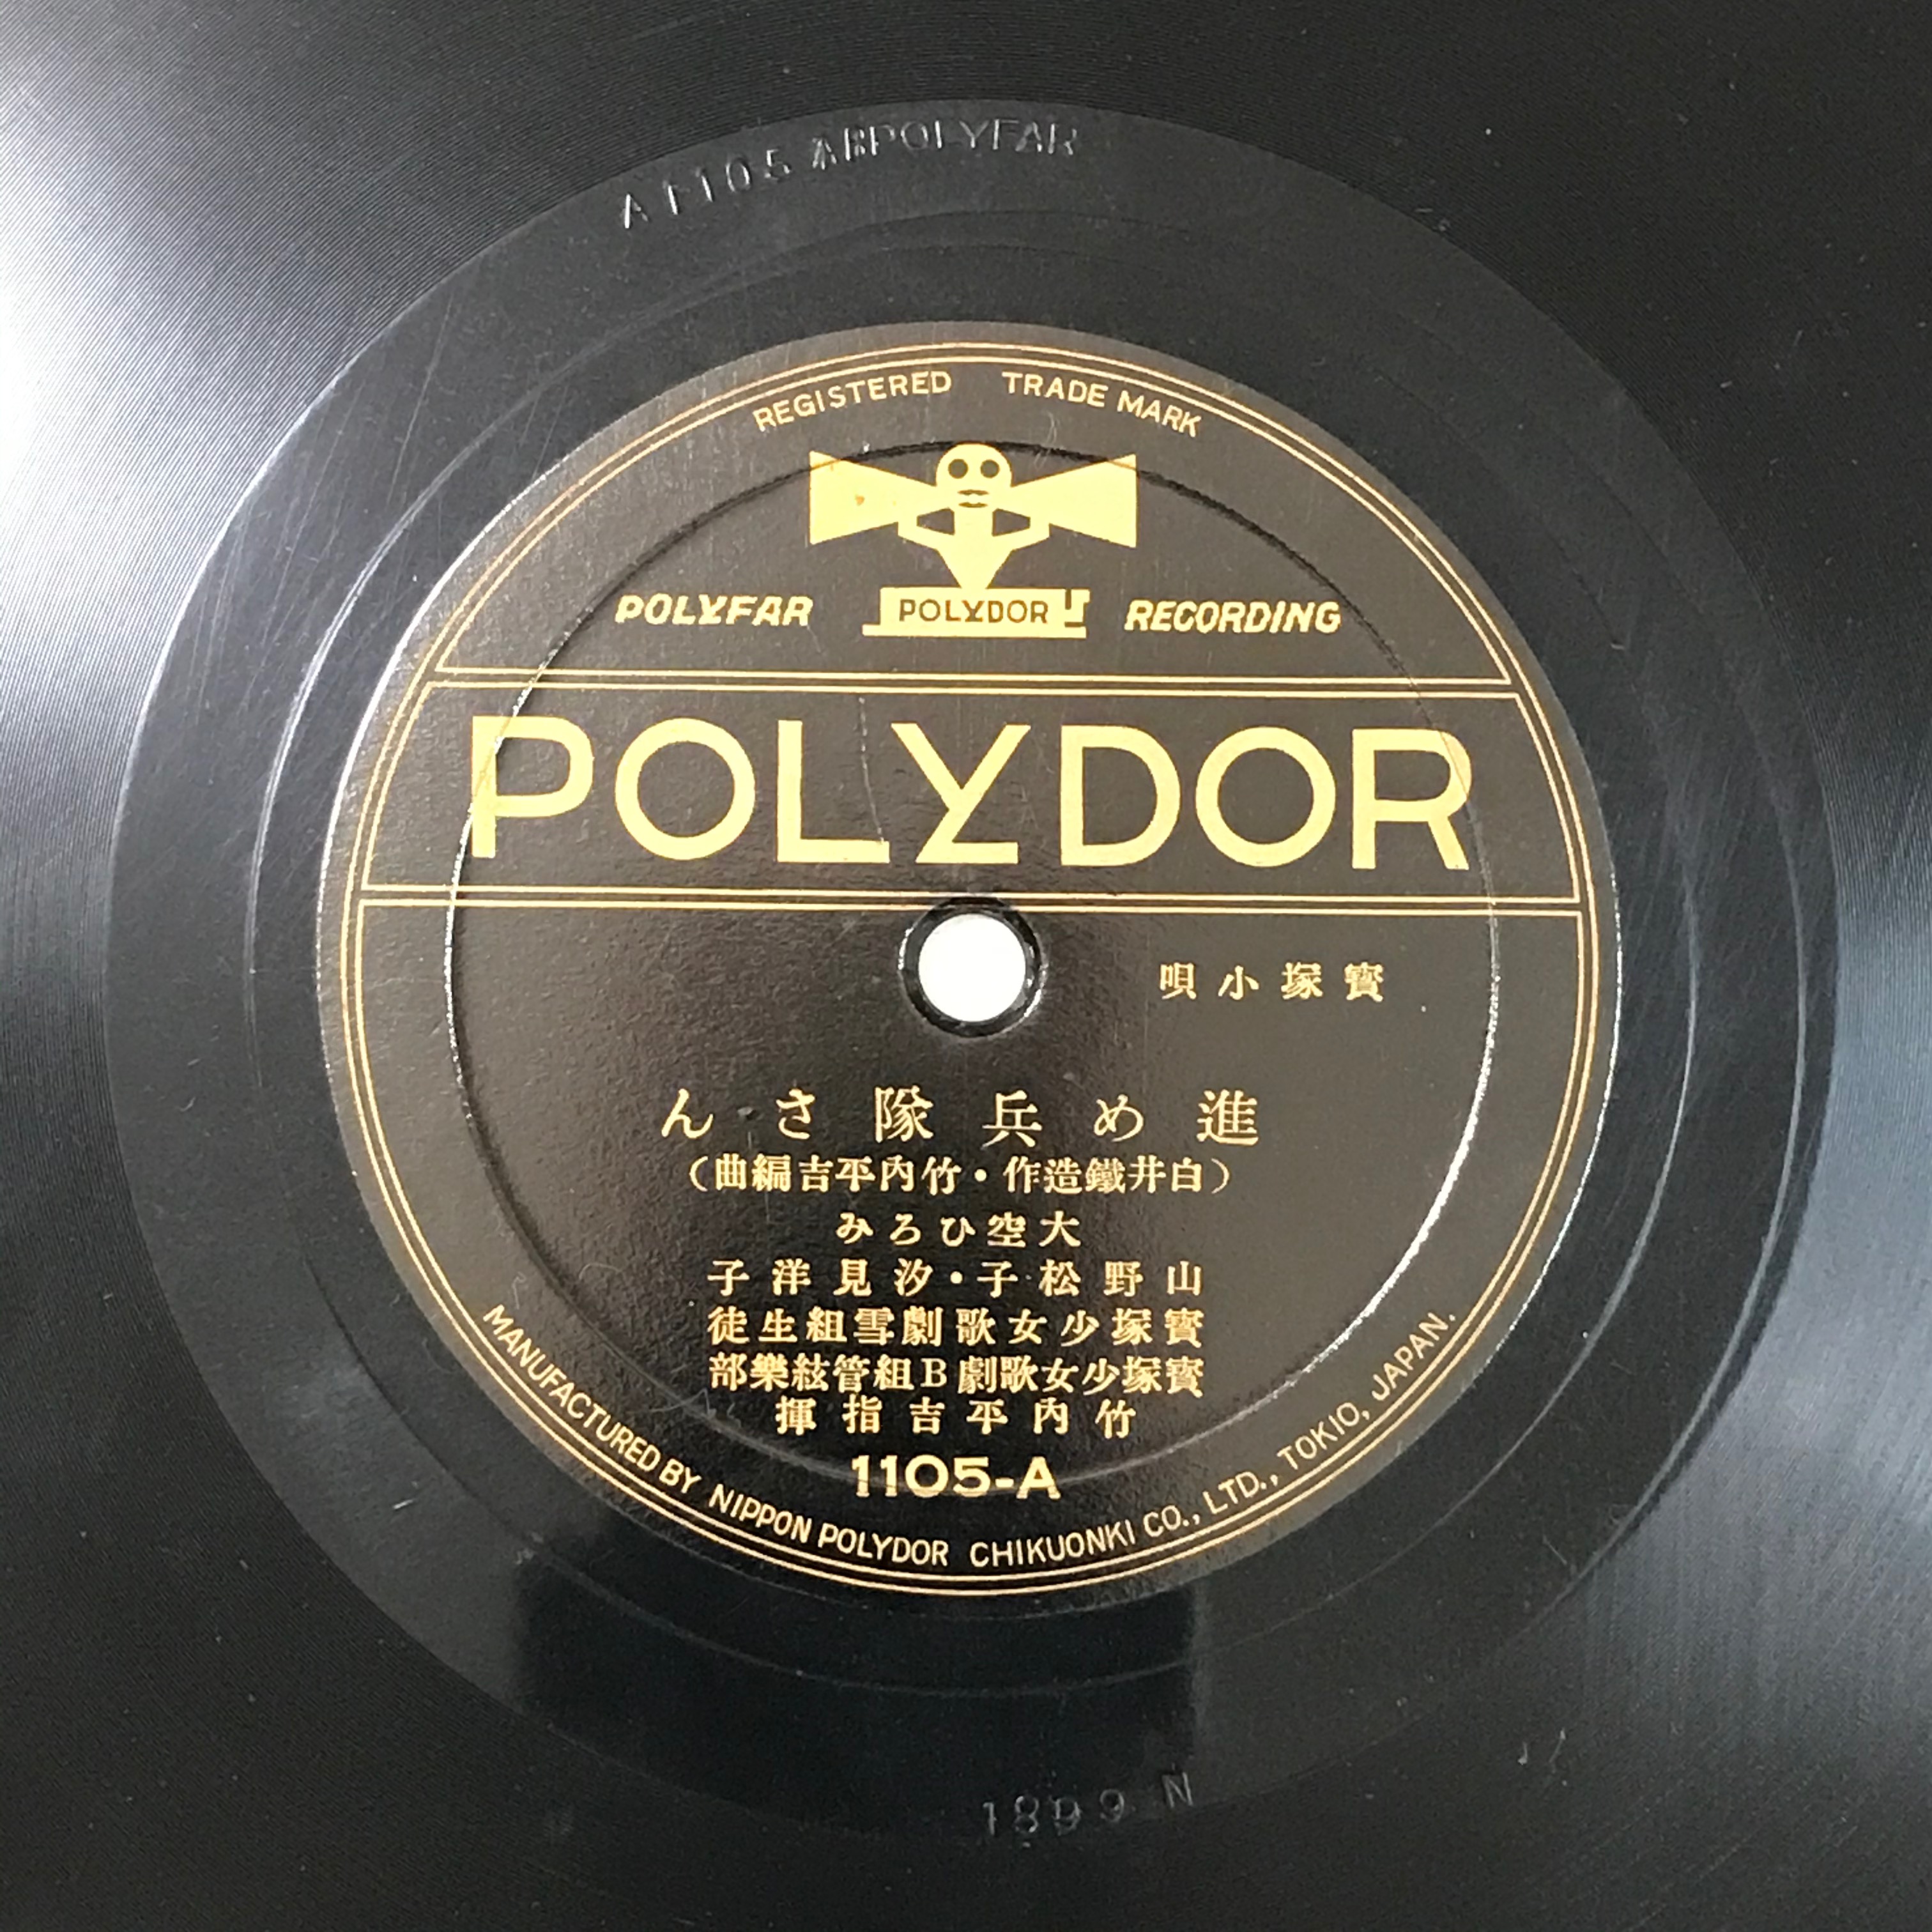 A1105 ARPOLYFAR
REGISTERED TRADE MARK
POLYFAR POLYDOR RECORDING
POLYDOR
寶塚小唄
進め兵隊さん
(白井鐵造作・竹内平吉編曲)
大空ひろみ
山野松子・汐見洋子
寶塚少女歌劇雪組生徒
寶塚少女歌劇B組管絃樂部
竹内平吉指揮
1105-A
MANUFACTURED BY NIPPON POLYDOR CHIKUONKI CO., LTD., TOKIO, JAPAN.
N